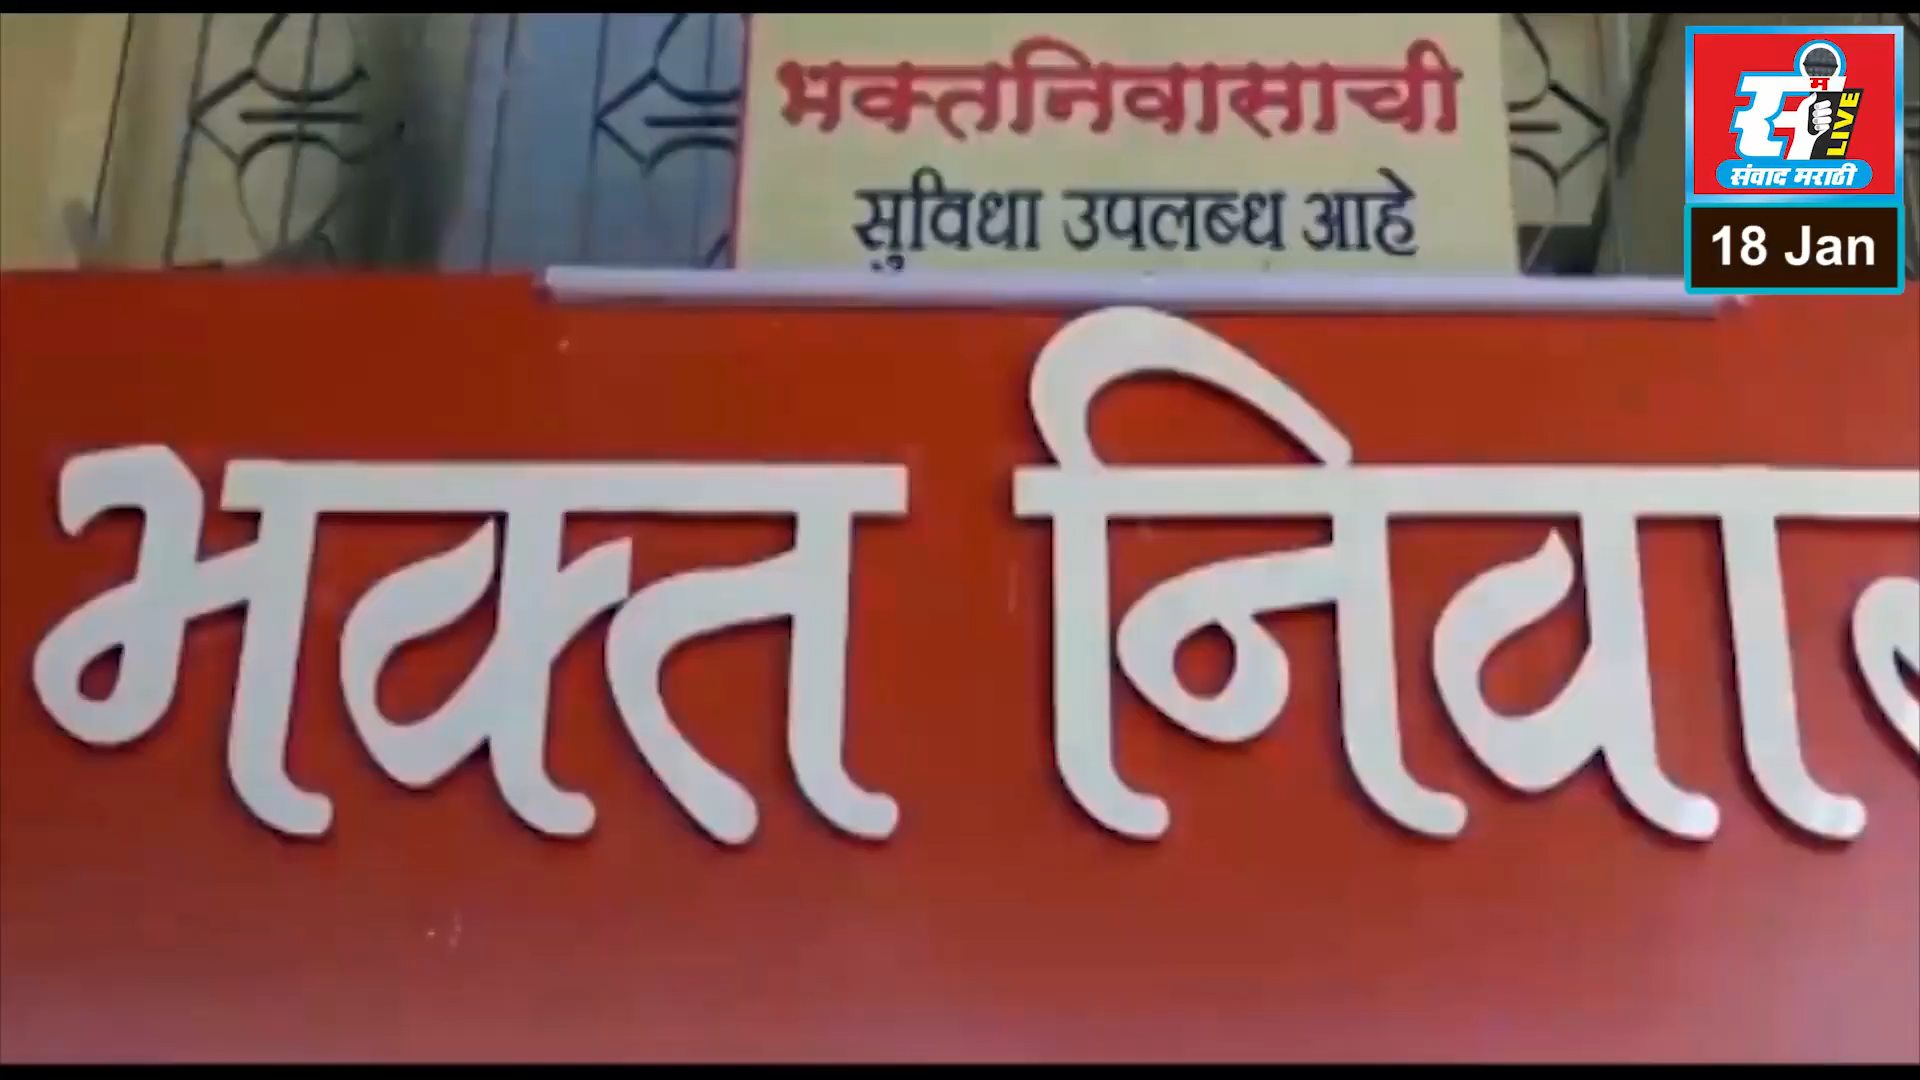 भक्तनिवासाची
सुविधा उपलब्ध आहे
स
म
LIVE
संवाद मराठी
18 Jan
भक्त निवा